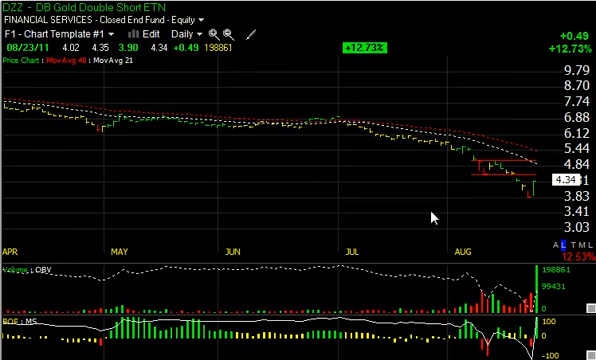 DZZ - DB Gold Double Short ETN
FINANCIAL SERVICES - Closed End Fund - Equity
+0.49
F1 - Chart Template #1 Edit Daily
+12.73%
08/23/11 4.02 4.35 3.90 4.34 +0.49 198861 +12.73%
Price Chart : MovAvg 40 : MovAvg 21
9.79
8.70
7.74
6.88
6.12
5.44
4.84
4.34
3.83
3.41
3.03
A L T M L
APR MAY JUN JUL AUG
12.53%
Volume : OBV
198861
99431
0
BOP : MS
100
0
-100